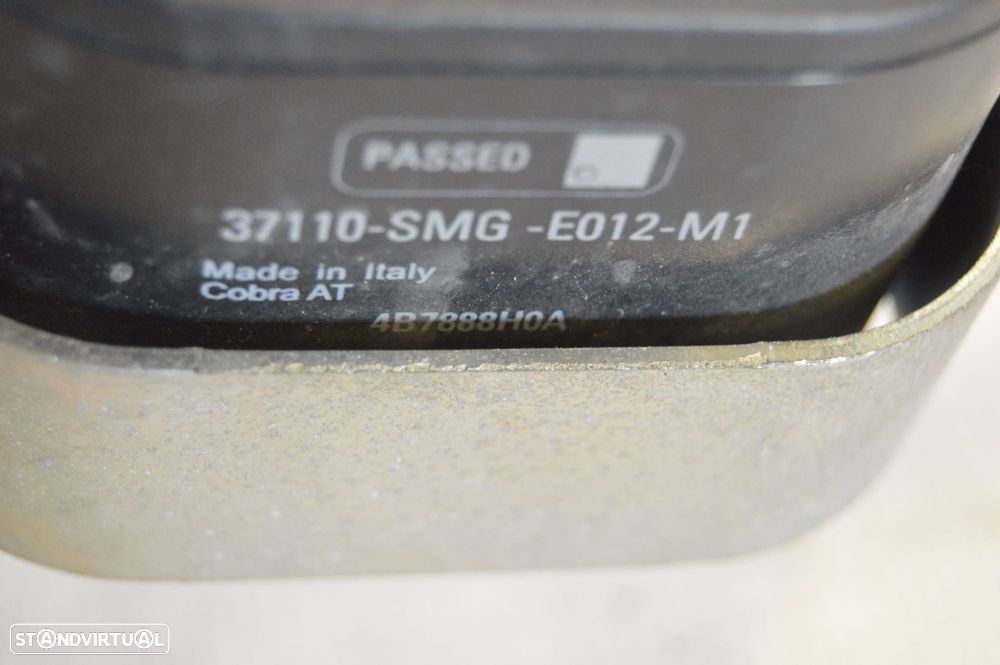 PASSED
37110-SMG -E012-M1
Made in Italy
Cobra AT
4B7888H0A
STANDVIRTUAL